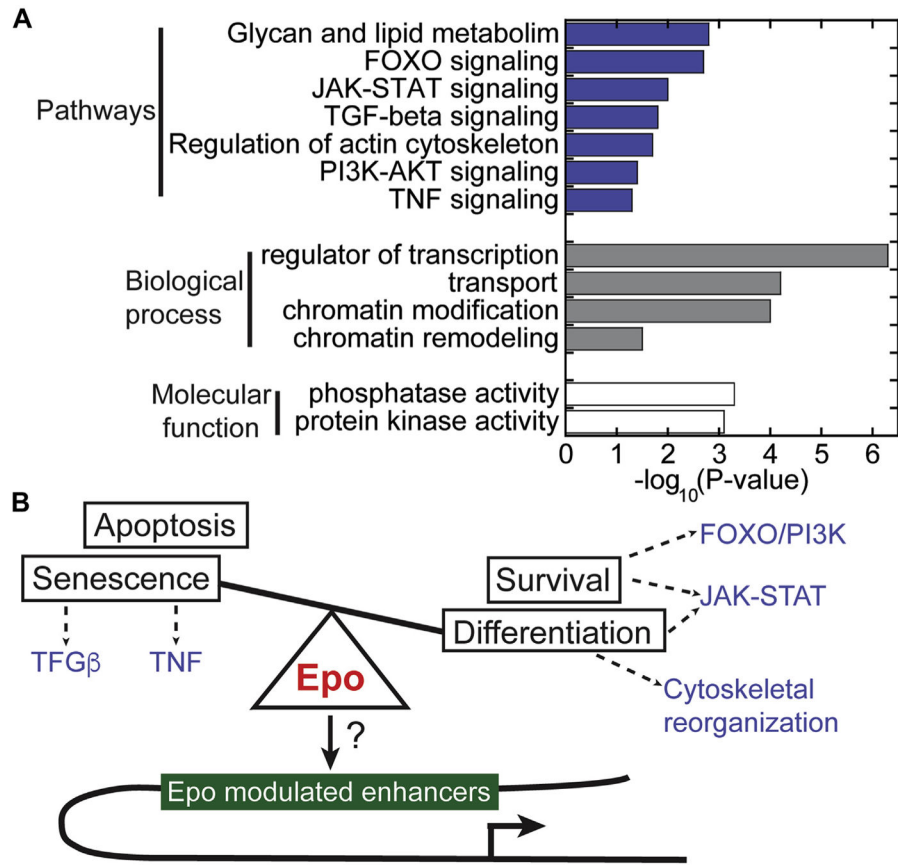 A
Pathways
Glycan and lipid metabolim
FOXO signaling
JAK-STAT signaling
TGF-beta signaling
Regulation of actin cytoskeleton
PI3K-AKT signaling
TNF signaling
Biological
process
regulator of transcription
transport
chromatin modification
chromatin remodeling
Molecular
function
phosphatase activity
protein kinase activity
0 1 2 3 4 5 6
-log10(P-value)
B
Apoptosis
Senescence
TFGβ TNF
Epo
?
Survival
Differentiation
FOXO/PI3K
JAK-STAT
Cytoskeletal
reorganization
Epo modulated enhancers